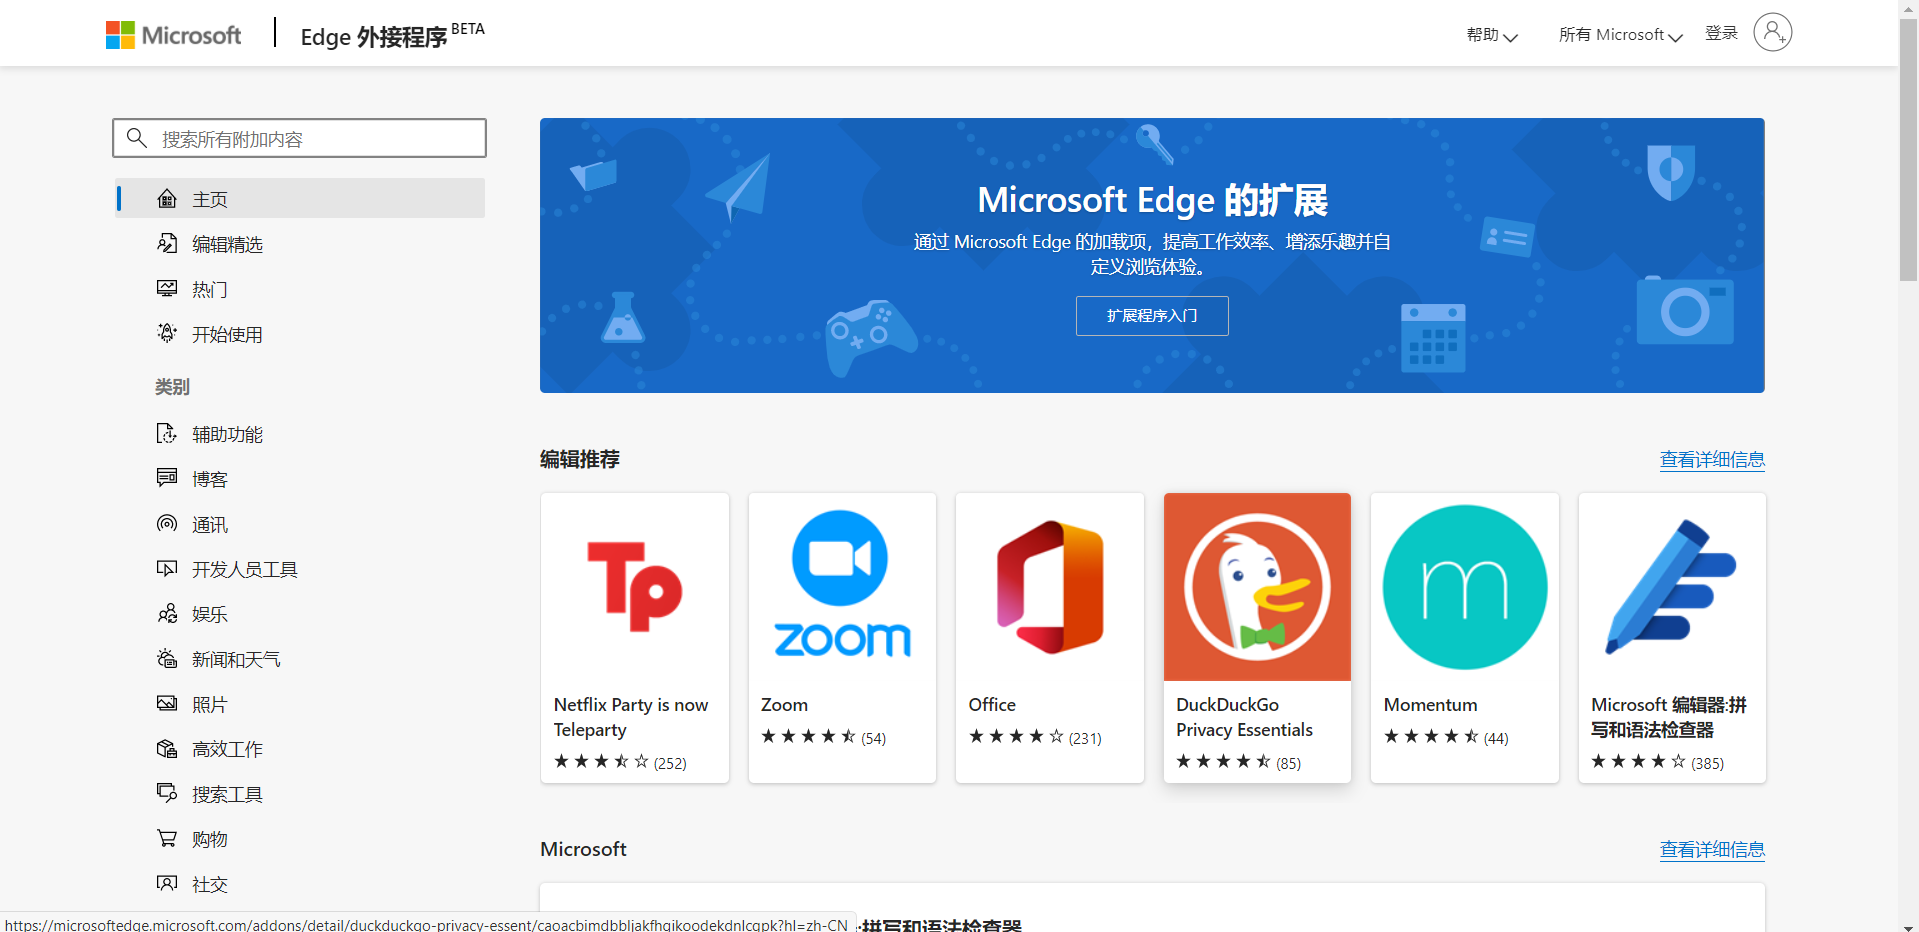 Microsoft
Edge 外接程序 BETA
帮助
所有 Microsoft
登录
搜索所有附加内容
主页
编辑精选
热门
开始使用
类别
辅助功能
博客
通讯
开发人员工具
娱乐
新闻和天气
照片
高效工作
搜索工具
购物
社交
Microsoft Edge 的扩展
通过 Microsoft Edge 的加载项，提高工作效率、增添乐趣并自
定义浏览体验。
扩展程序入门
编辑推荐
查看详细信息
Tp
zoom
m
Netflix Party is now
Teleparty
(252)
Zoom
(54)
Office
(231)
DuckDuckGo
Privacy Essentials
(85)
Momentum
(44)
Microsoft 编辑器:拼
写和语法检查器
(385)
Microsoft
查看详细信息
:拼写和语法检查器
https://microsoftedge.microsoft.com/addons/detail/duckduckgo-privacy-essent/caoacbimdbbljakfhgikoodekdnlcgpk?hl=zh-CN